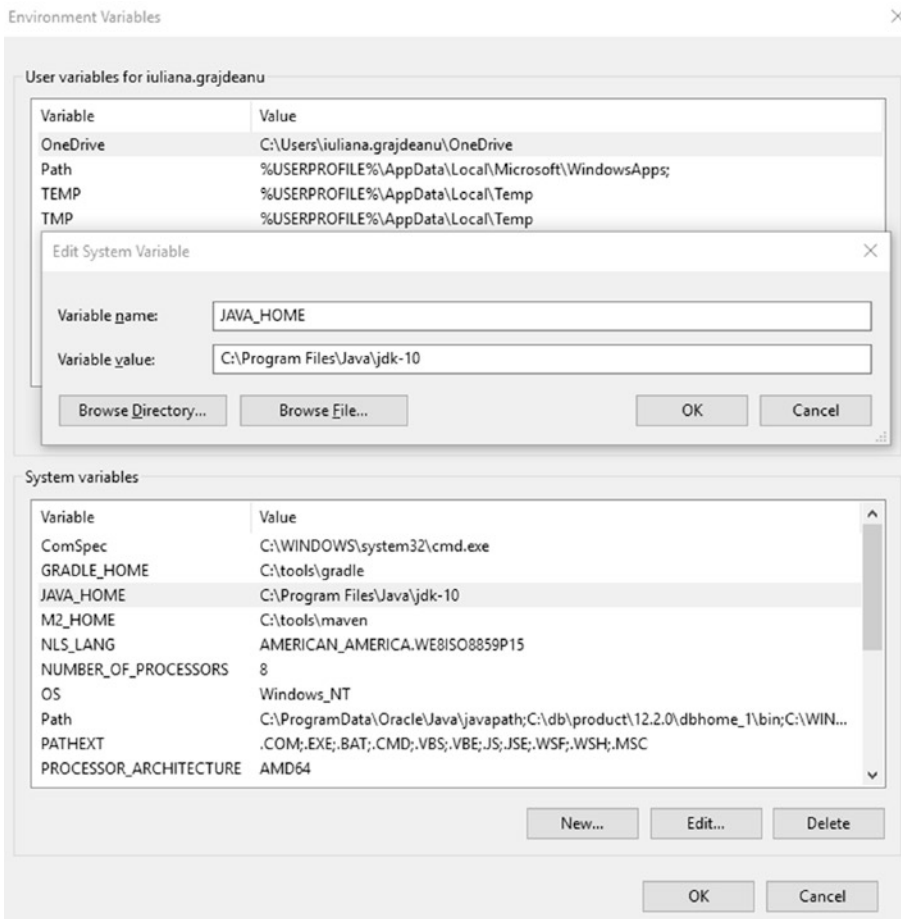 Environment Variables
User variables for iuliana.grajdeanu
Variable Value
OneDrive C:\Users\iuliana.grajdeanu\OneDrive
Path %USERPROFILE%\AppData\Local\Microsoft\WindowsApps;
TEMP %USERPROFILE%\AppData\Local\Temp
TMP %USERPROFILE%\AppData\Local\Temp
Edit System Variable
Variable name: JAVA_HOME
Variable value: C:\Program Files\Java\jdk-10
Browse Directory... Browse File... OK Cancel
System variables
Variable Value
ComSpec C:\WINDOWS\system32\cmd.exe
GRADLE_HOME C:\tools\gradle
JAVA_HOME C:\Program Files\Java\jdk-10
M2_HOME C:\tools\maven
NLS_LANG AMERICAN_AMERICA.WE8ISO8859P15
NUMBER_OF_PROCESSORS 8
OS Windows_NT
Path C:\ProgramData\Oracle\Java\javapath;C:\db\product\12.2.0\dbhome_1\bin;C:\WIN...
PATHEXT .COM;.EXE;.BAT;.CMD;.VBS;.VBE;.JS;.JSE;.WSF;.WSH;.MSC
PROCESSOR_ARCHITECTURE AMD64
New... Edit... Delete
OK Cancel